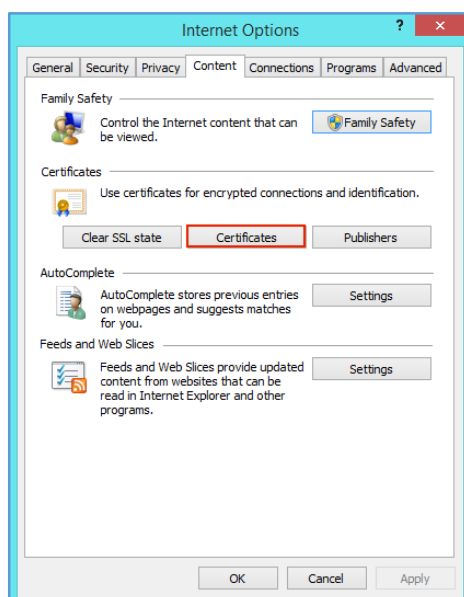 Internet Options
? ×
General Security Privacy Content Connections Programs Advanced
Family Safety
Control the Internet content that can
be viewed.
Family Safety
Certificates
Use certificates for encrypted connections and identification.
Clear SSL state Certificates Publishers
AutoComplete
AutoComplete stores previous entries
on webpages and suggests matches
for you.
Settings
Feeds and Web Slices
Feeds and Web Slices provide updated
content from websites that can be
read in Internet Explorer and other
programs.
Settings
OK Cancel Apply